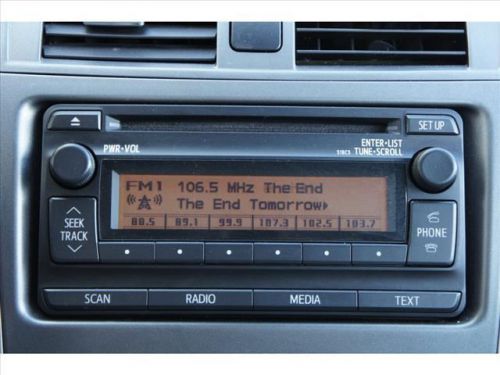 SET UP
PWR•VOL
ENTER•LIST
518C3 TUNE•SCROLL
FM1 106.5 MHz The End
The End Tomorrow
88.5 89.1 99.9 107.3 102.5 103.7
SEEK
TRACK
PHONE
SCAN RADIO MEDIA TEXT